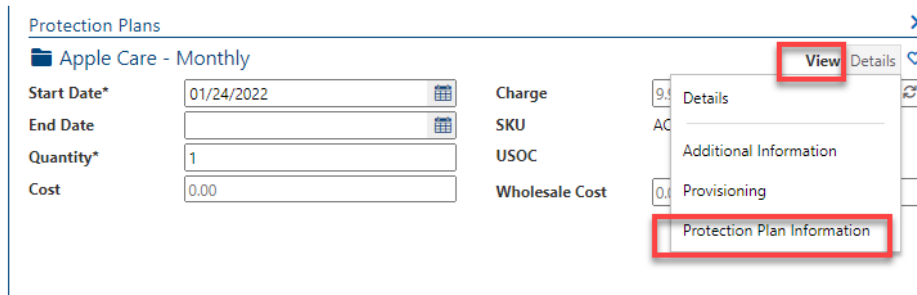 Protection Plans
Apple Care - Monthly
View Details
Start Date* 01/24/2022 Charge
Details
End Date SKU
Additional Information
Quantity* 1 USOC
Cost 0.00 Wholesale Cost
Provisioning
Protection Plan Information